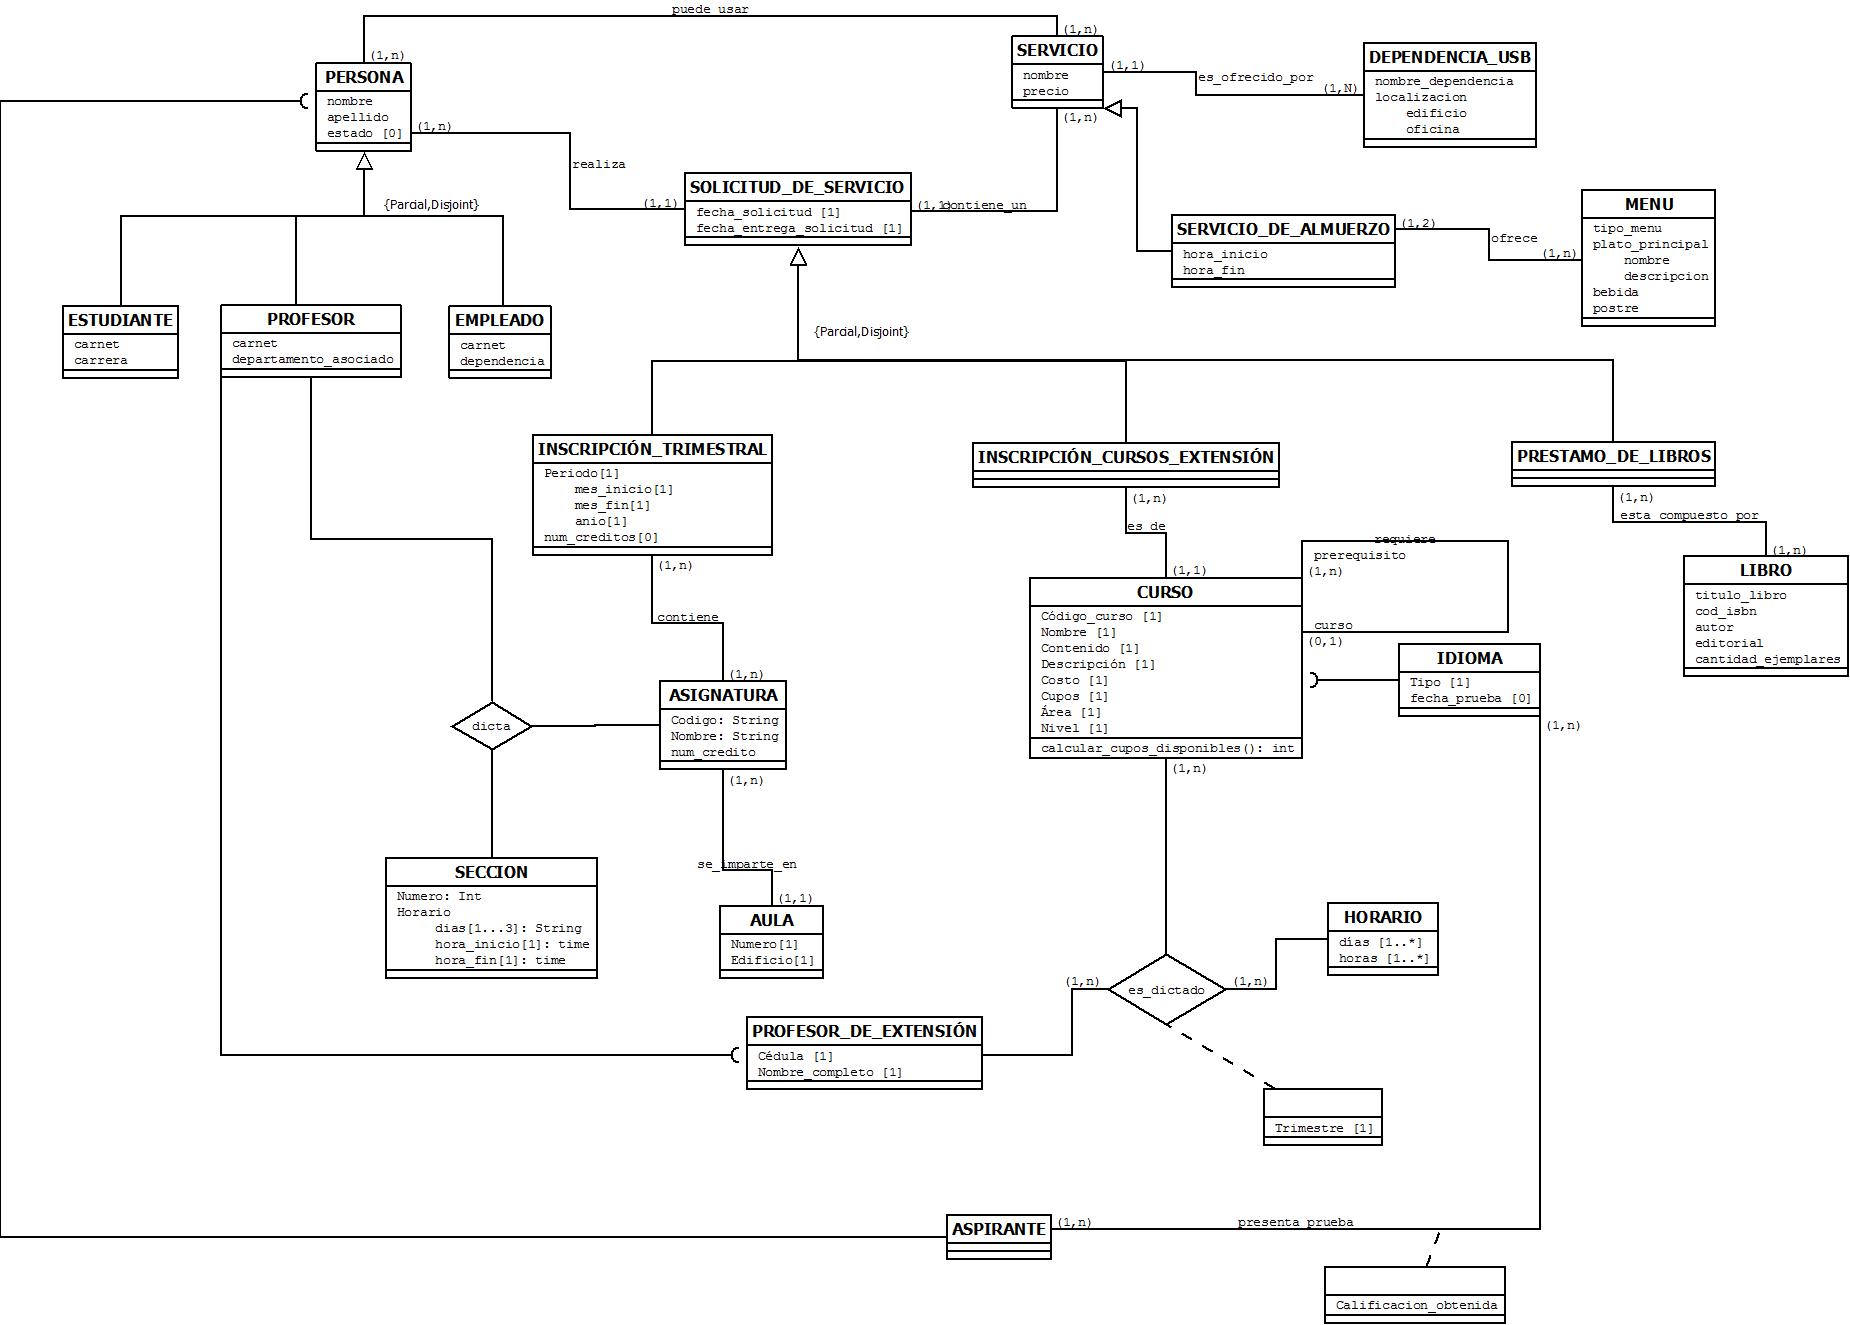 puede usar
(1,n)
(1,n)
PERSONA
nombre
apellido
estado [0]
(1,n)
SERVICIO
nombre
precio
(1,1)
es_ofrecido_por
(1,N)
DEPENDENCIA_USB
nombre_dependencia
localizacion
edificio
oficina
(1,n)
realiza
(1,1)
SOLICITUD_DE_SERVICIO
fecha_solicitud [1]
fecha_entrega_solicitud [1]
(1,1)
contiene_un
{Parcial,Disjoint}
SERVICIO_DE_ALMUERZO
hora_inicio
hora_fin
(1,2)
ofrece
(1,n)
MENU
tipo_menu
plato_principal
nombre
descripcion
bebida
postre
ESTUDIANTE
carnet
carrera
PROFESOR
carnet
departamento_asociado
EMPLEADO
carnet
dependencia
{Parcial,Disjoint}
INSCRIPCIÓN_TRIMESTRAL
Periodo[1]
mes_inicio[1]
mes_fin[1]
anio[1]
num_creditos[0]
(1,n)
contiene
(1,n)
INSCRIPCIÓN_CURSOS_EXTENSIÓN
(1,n)
es_de
(1,1)
PRESTAMO_DE_LIBROS
(1,n)
esta_compuesto_por
(1,n)
LIBRO
titulo_libro
cod_isbn
autor
editorial
cantidad_ejemplares
requiere
prerequisito
(1,n)
curso
(0,1)
CURSO
Código_curso [1]
Nombre [1]
Contenido [1]
Descripción [1]
Costo [1]
Cupos [1]
Área [1]
Nivel [1]
calcular_cupos_disponibles(): int
(1,n)
IDIOMA
Tipo [1]
fecha_prueba [0]
(1,n)
dicta
ASIGNATURA
Codigo: String
Nombre: String
num_credito
(1,n)
se_imparte_en
(1,1)
SECCION
Numero: Int
Horario
dias[1...3]: String
hora_inicio[1]: time
hora_fin[1]: time
AULA
Numero[1]
Edificio[1]
HORARIO
días [1..*]
horas [1..*]
(1,n)
es_dictado
(1,n)
PROFESOR_DE_EXTENSIÓN
Cédula [1]
Nombre_completo [1]
Trimestre [1]
ASPIRANTE
(1,n)
presenta_prueba
Calificacion_obtenida